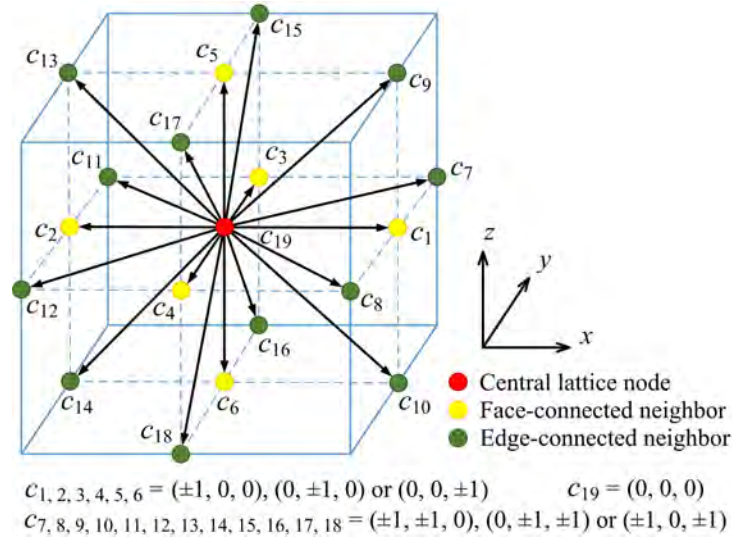 c15
c13
c5
c9
c17
c3
c7
c11
c2
c19
c1
z
y
c12
c4
c8
x
c16
c14
c6
c10
c18
Central lattice node
Face-connected neighbor
Edge-connected neighbor
c1, 2, 3, 4, 5, 6 = (±1, 0, 0), (0, ±1, 0) or (0, 0, ±1) c19 = (0, 0, 0)
c7, 8, 9, 10, 11, 12, 13, 14, 15, 16, 17, 18 = (±1, ±1, 0), (0, ±1, ±1) or (±1, 0, ±1)